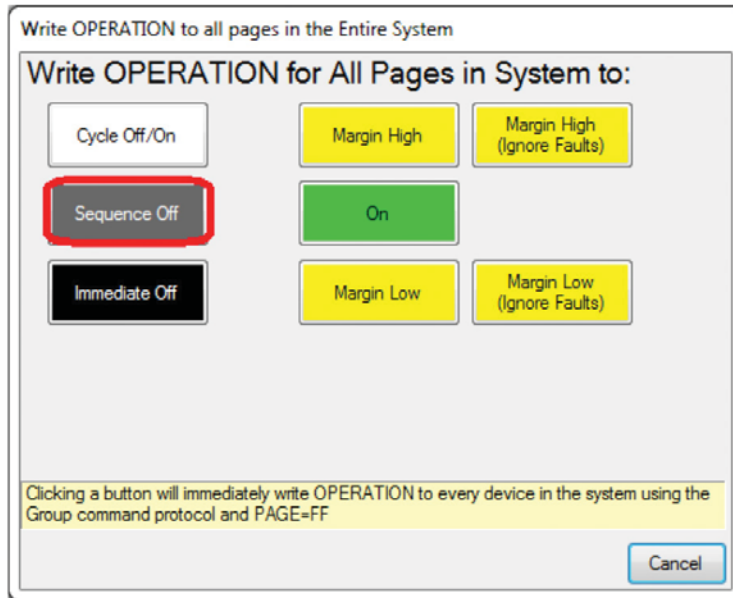 Write OPERATION to all pages in the Entire System
Write OPERATION for All Pages in System to:
Cycle Off/On
Margin High
Margin High
(Ignore Faults)
Sequence Off
On
Immediate Off
Margin Low
Margin Low
(Ignore Faults)
Clicking a button will immediately write OPERATION to every device in the system using the
Group command protocol and PAGE=FF
Cancel